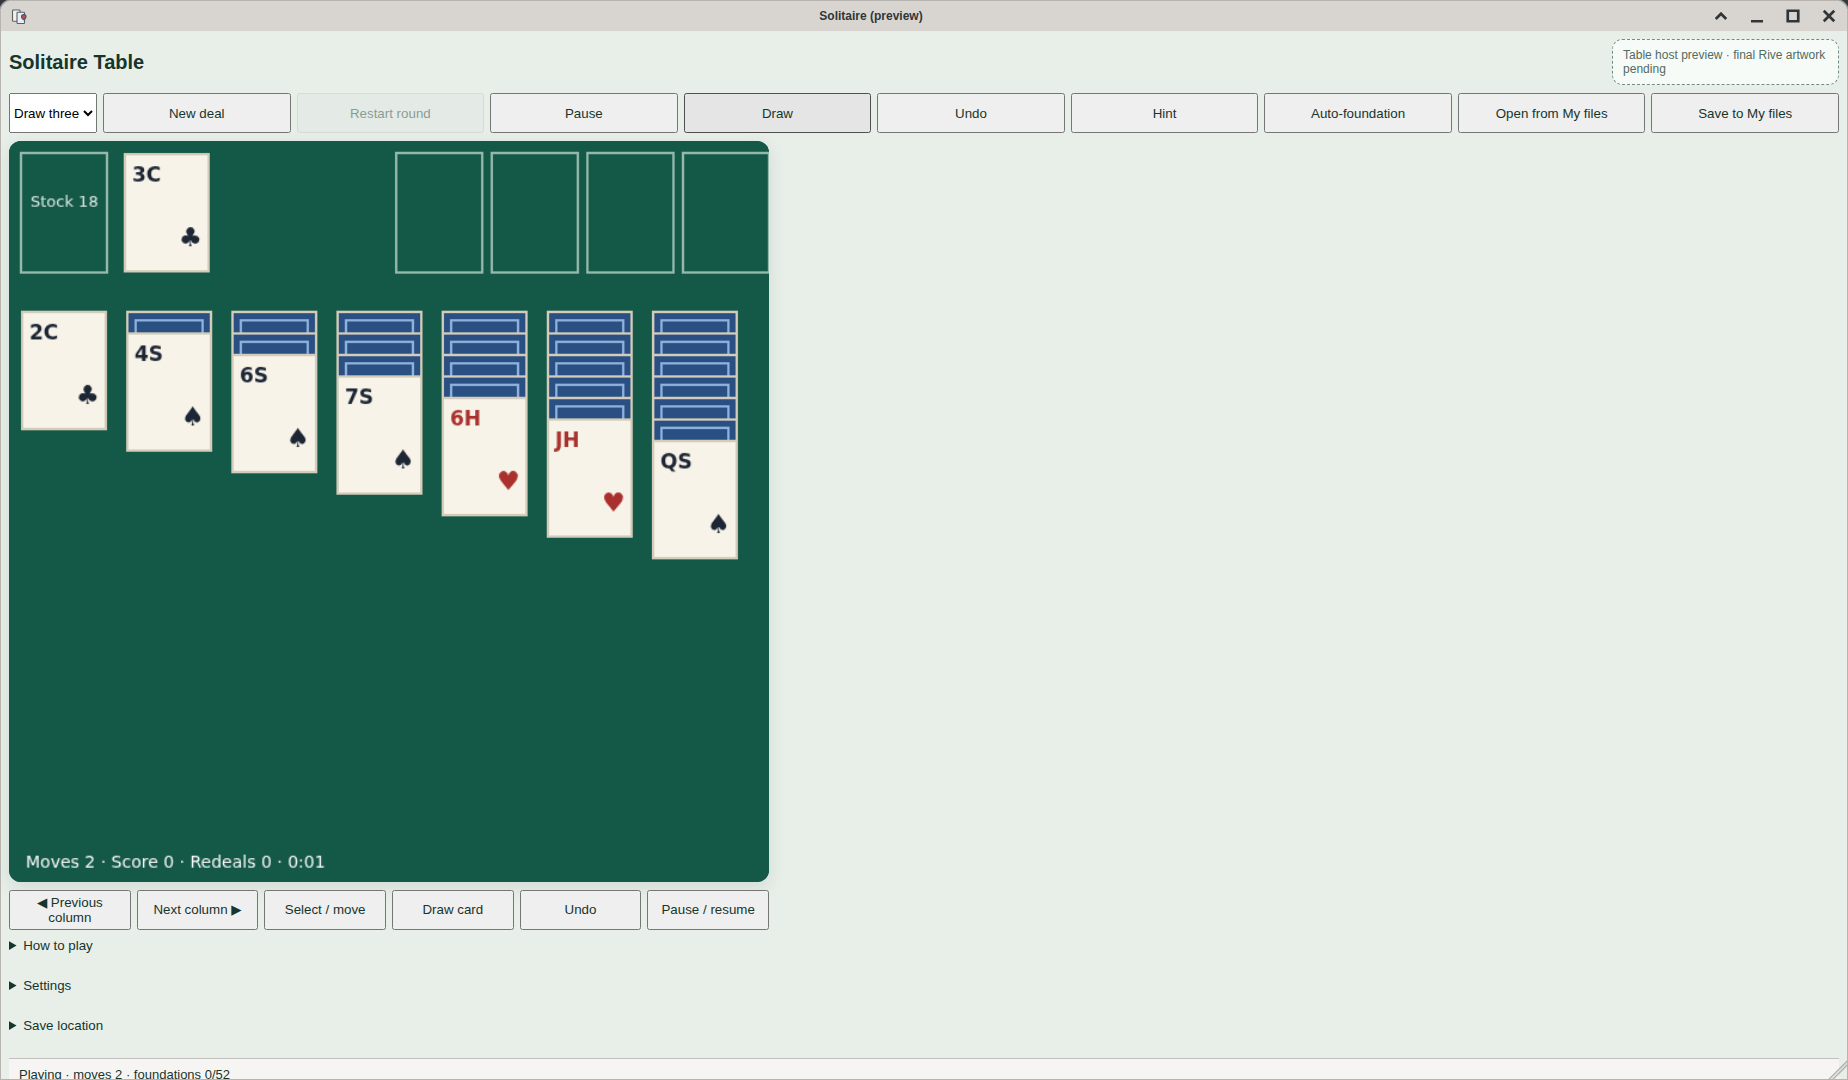 Solitaire (preview)
Solitaire Table
Table host preview · final Rive artwork
pending
Draw three
New deal
Restart round
Pause
Draw
Undo
Hint
Auto-foundation
Open from My files
Save to My files
Stock 18
3C
2C
4S
6S
7S
6H
JH
QS
Moves 2 · Score 0 · Redeals 0 · 0:01
◀ Previous
column
Next column ▶
Select / move
Draw card
Undo
Pause / resume
How to play
Settings
Save location
Playing · moves 2 · foundations 0/52